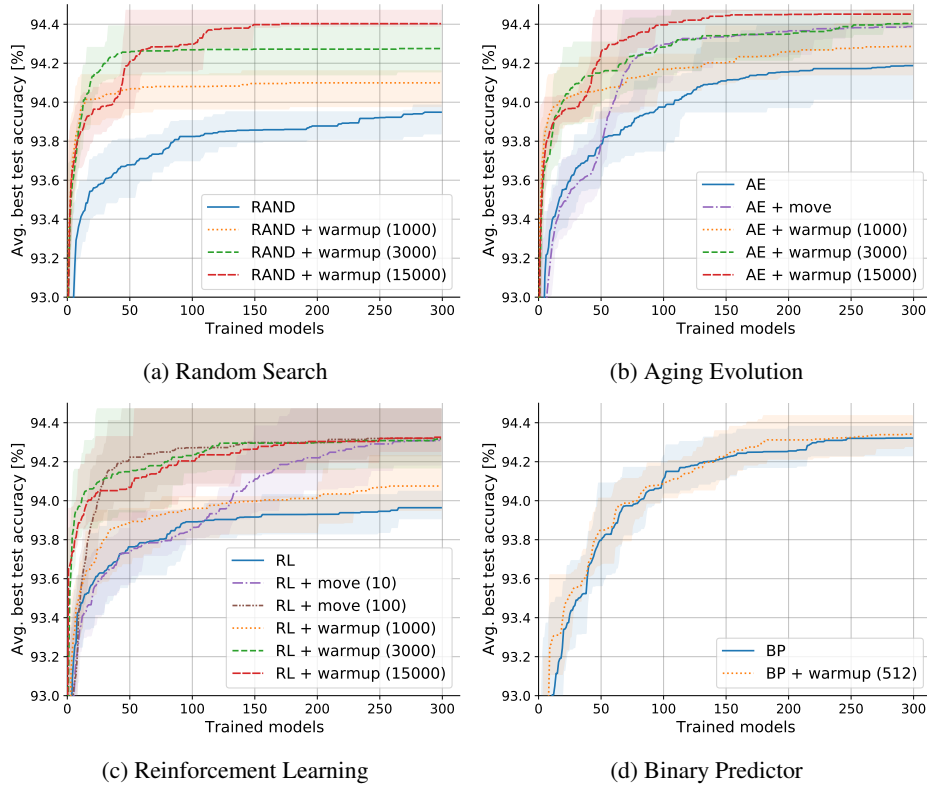 94.4
94.2
94.0
93.8
93.6
93.4
93.2
93.0
Avg. best test accuracy [%]
0 50 100 150 200 250 300
Trained models
RAND
RAND + warmup (1000)
RAND + warmup (3000)
RAND + warmup (15000)
(a) Random Search
94.4
94.2
94.0
93.8
93.6
93.4
93.2
93.0
Avg. best test accuracy [%]
0 50 100 150 200 250 300
Trained models
AE
AE + move
AE + warmup (1000)
AE + warmup (3000)
AE + warmup (15000)
(b) Aging Evolution
94.4
94.2
94.0
93.8
93.6
93.4
93.2
93.0
Avg. best test accuracy [%]
0 50 100 150 200 250 300
Trained models
RL
RL + move (10)
RL + move (100)
RL + warmup (1000)
RL + warmup (3000)
RL + warmup (15000)
(c) Reinforcement Learning
94.4
94.2
94.0
93.8
93.6
93.4
93.2
93.0
Avg. best test accuracy [%]
0 50 100 150 200 250 300
Trained models
BP
BP + warmup (512)
(d) Binary Predictor